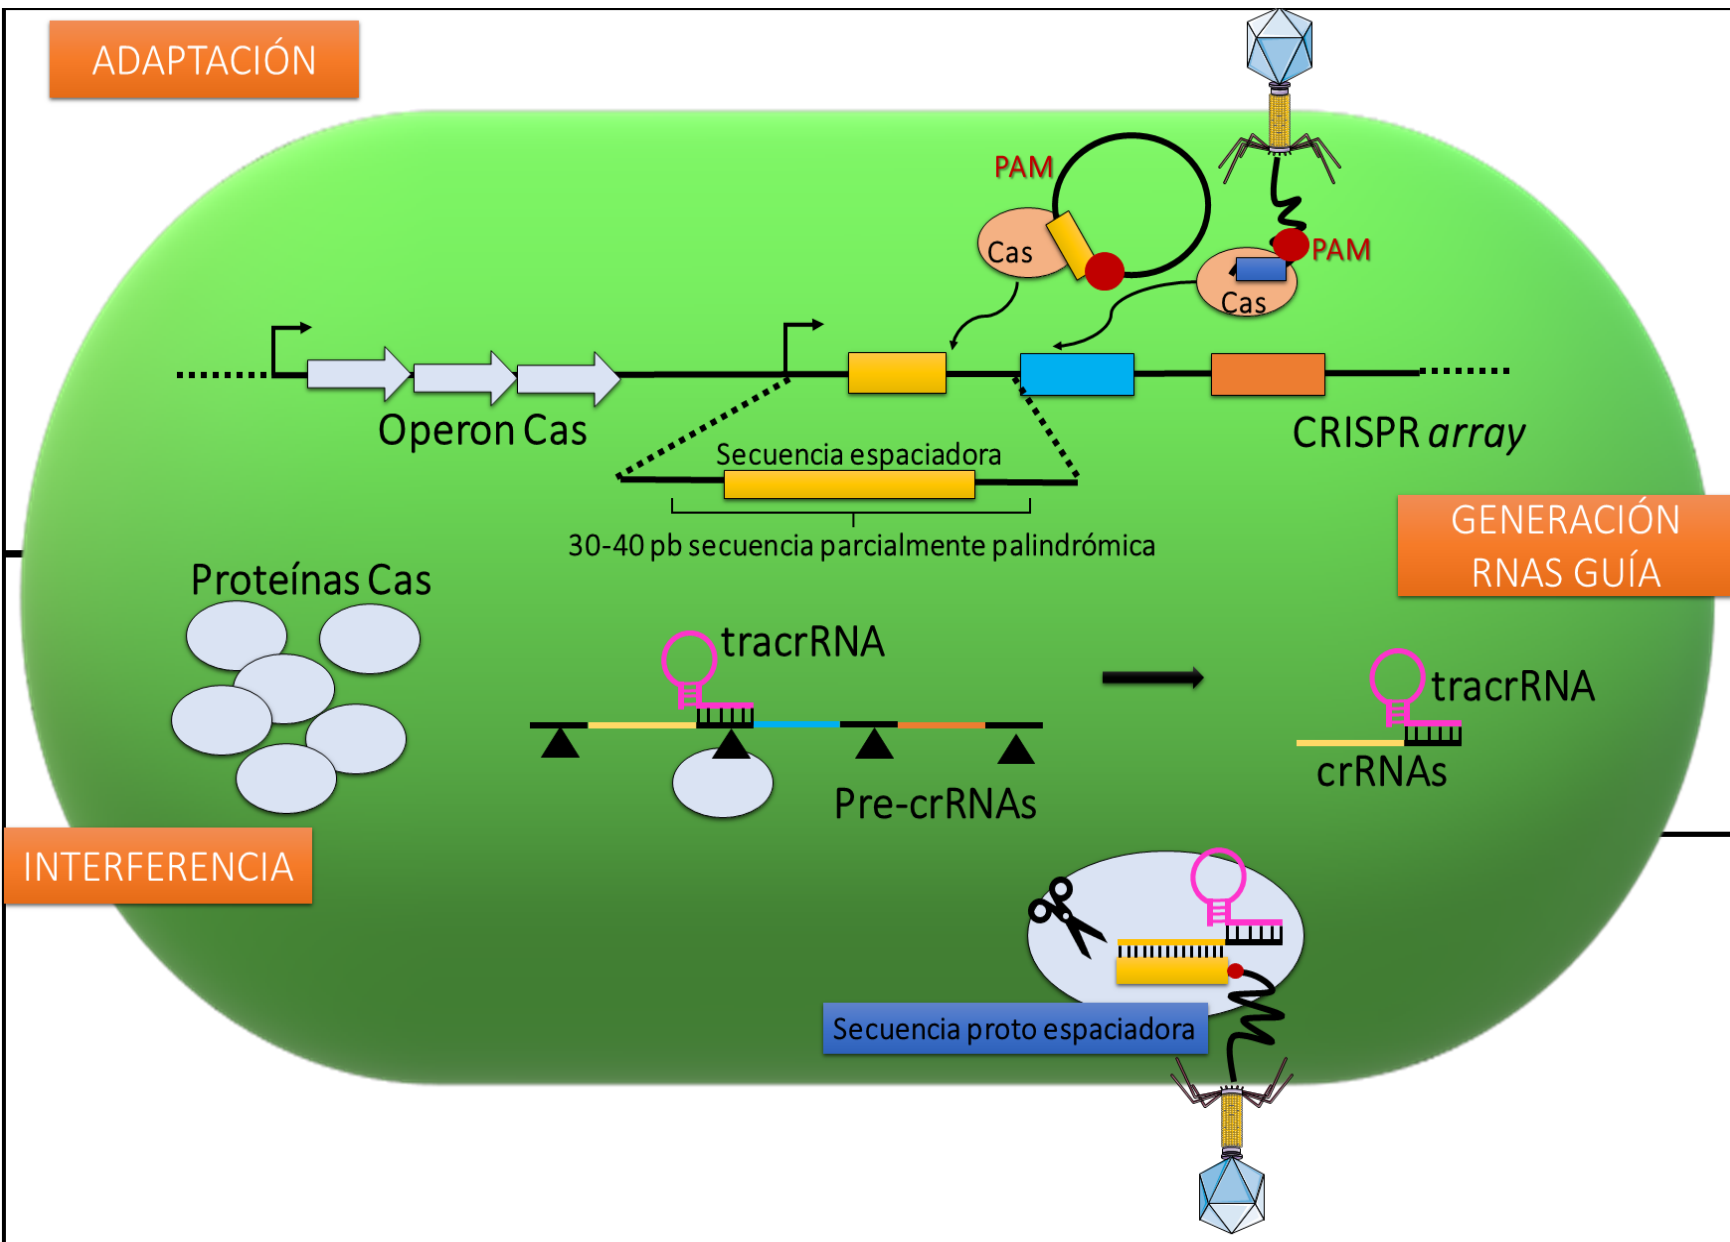 ADAPTACIÓN
PAM
Cas
PAM
Cas
Operon Cas
CRISPR array
Secuencia espaciadora
30-40 pb secuencia parcialmente palindrómica
GENERACIÓN
RNAS GUÍA
Proteínas Cas
tracrRNA
tracrRNA
crRNAs
Pre-crRNAs
INTERFERENCIA
Secuencia proto espaciadora